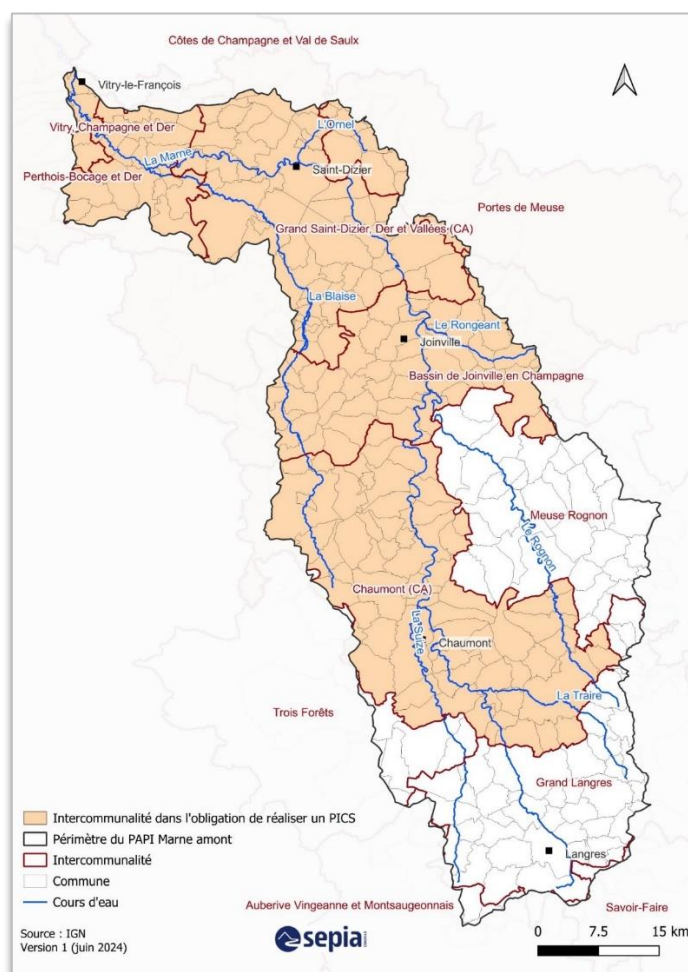 Côtes de Champagne et Val de Saulx
Vitry-le-François
L'Ornel
Vitry, Champagne et Der
La Marne
Saint-Dizier
Perthois-Bocage et Der
Portes de Meuse
Grand Saint-Dizier, Der et Vallées (CA)
La Blaise
Le Rongeant
Joinville
Bassin de Joinville en Champagne
Meuse Rognon
Le Rognon
Chaumont (CA)
La Suize
Chaumont
La Traire
Trois Forêts
Grand Langres
Intercommunalité dans l'obligation de réaliser un PICS
Périmètre du PAPI Marne amont
Intercommunalité
Commune
Cours d'eau
Langres
Auberive Vingeanne et Montsaugeonnais
Savoir-Faire
Source : IGN
Version 1 (juin 2024)
sepia
0 7.5 15 km